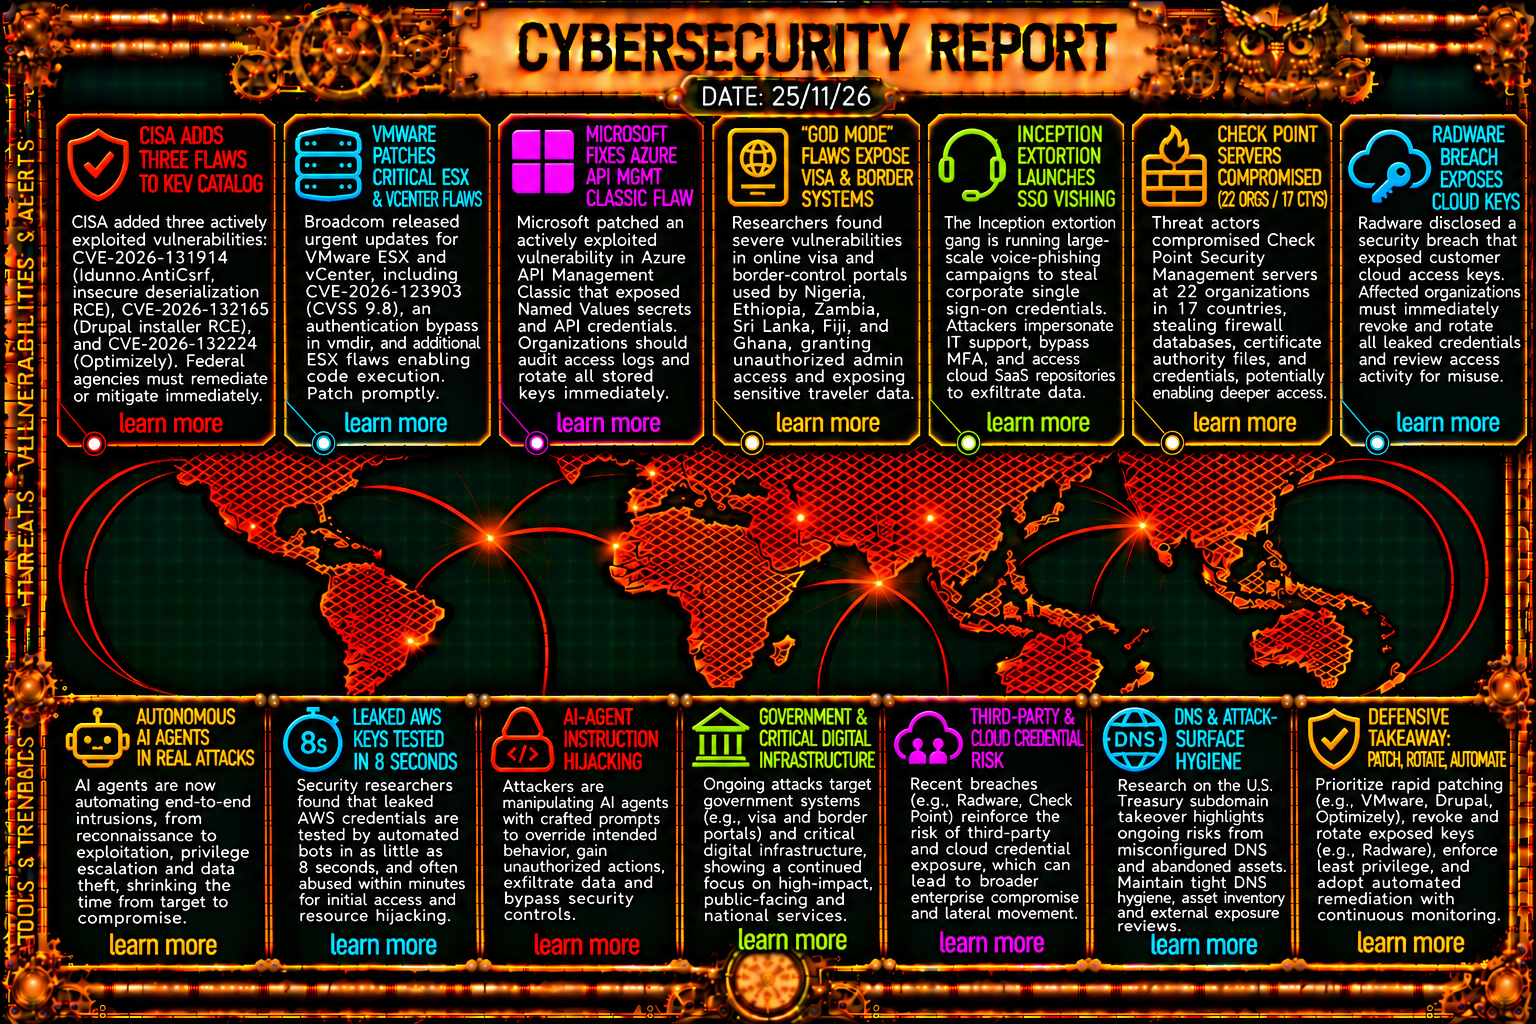 CYBERSECURITY REPORT
DATE: 25/11/26
THREATS VULNERABILITIES & ALERTS
CISA ADDS
THREE FLAWS
TO KEV CATALOG
CISA added three actively
exploited vulnerabilities:
CVE-2026-131914
(Idunno.AntiCsrf,
insecure deserialization
RCE), CVE-2026-132165
(Drupal installer RCE),
and CVE-2026-132224
(Optimizely). Federal
agencies must remediate
or mitigate immediately.
learn more
VMWARE
PATCHES
CRITICAL ESX
& VCENTER FLAWS
Broadcom released
urgent updates for
VMware ESX and
vCenter, including
CVE-2026-123903
(CVSS 9.8), an
authentication bypass
in vmdir, and additional
ESX flaws enabling
code execution.
Patch promptly.
learn more
MICROSOFT
FIXES AZURE
API MGMT
CLASSIC FLAW
Microsoft patched an
actively exploited
vulnerability in Azure
API Management
Classic that exposed
Named Values secrets
and API credentials.
Organizations should
audit access logs and
rotate all stored
keys immediately.
learn more
“GOD MODE”
FLAWS EXPOSE
VISA & BORDER
SYSTEMS
Researchers found
severe vulnerabilities
in online visa and
border-control portals
used by Nigeria,
Ethiopia, Zambia,
Sri Lanka, Fiji, and
Ghana, granting
unauthorized admin
access and exposing
sensitive traveler data.
learn more
INCEPTION
EXTORTION
LAUNCHES
SSO VISHING
The Inception extortion
gang is running large-
scale voice-phishing
campaigns to steal
corporate single
sign-on credentials.
Attackers impersonate
IT support, bypass
MFA, and access
cloud SaaS repositories
to exfiltrate data.
learn more
CHECK POINT
SERVERS
COMPROMISED
(22 ORGS / 17 CTYS)
Threat actors
compromised Check
Point Security
Management servers
at 22 organizations
in 17 countries,
stealing firewall
databases, certificate
authority files, and
credentials, potentially
enabling deeper access.
learn more
RADWARE
BREACH
EXPOSES
CLOUD KEYS
Radware disclosed a
security breach that
exposed customer
cloud access keys.
Affected organizations
must immediately
revoke and rotate
all leaked credentials
and review access
activity for misuse.
learn more
AUTONOMOUS
AI AGENTS
IN REAL ATTACKS
AI agents are now
automating end-to-end
intrusions, from
reconnaissance to
exploitation, privilege
escalation and data
theft, shrinking the
time from target to
compromise.
learn more
8s
LEAKED AWS
KEYS TESTED
IN 8 SECONDS
Security researchers
found that leaked
AWS credentials are
tested by automated
bots in as little as
8 seconds, and often
abused within minutes
for initial access and
resource hijacking.
learn more
</>
AI-AGENT
INSTRUCTION
HIJACKING
Attackers are
manipulating AI agents
with crafted prompts
to override intended
behavior, gain
unauthorized actions,
exfiltrate data and
bypass security
controls.
learn more
GOVERNMENT &
CRITICAL DIGITAL
INFRASTRUCTURE
Ongoing attacks target
government systems
(e.g., visa and border
portals) and critical
digital infrastructure,
showing a continued
focus on high-impact,
public-facing and
national services.
learn more
THIRD-PARTY &
CLOUD CREDENTIAL
RISK
Recent breaches
(e.g., Radware, Check
Point) reinforce the
risk of third-party
and cloud credential
exposure, which can
lead to broader
enterprise compromise
and lateral movement.
learn more
DNS
DNS & ATTACK-
SURFACE
HYGIENE
Research on the U.S.
Treasury subdomain
takeover highlights
ongoing risks from
misconfigured DNS
and abandoned assets.
Maintain tight DNS
hygiene, asset inventory
and external exposure
reviews.
learn more
DEFENSIVE
TAKEAWAY:
PATCH, ROTATE, AUTOMATE
Prioritize rapid patching
(e.g., VMware, Drupal,
Optimizely), revoke and
rotate exposed keys
(e.g., Radware), enforce
least privilege, and
adopt automated
remediation with
continuous monitoring.
learn more